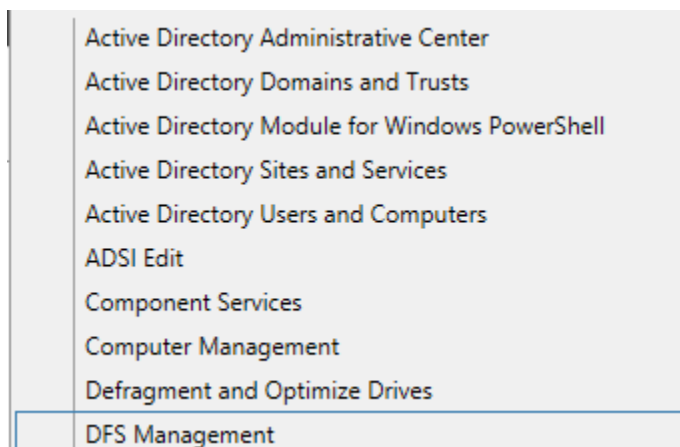 Active Directory Administrative Center
Active Directory Domains and Trusts
Active Directory Module for Windows PowerShell
Active Directory Sites and Services
Active Directory Users and Computers
ADSI Edit
Component Services
Computer Management
Defragment and Optimize Drives
DFS Management